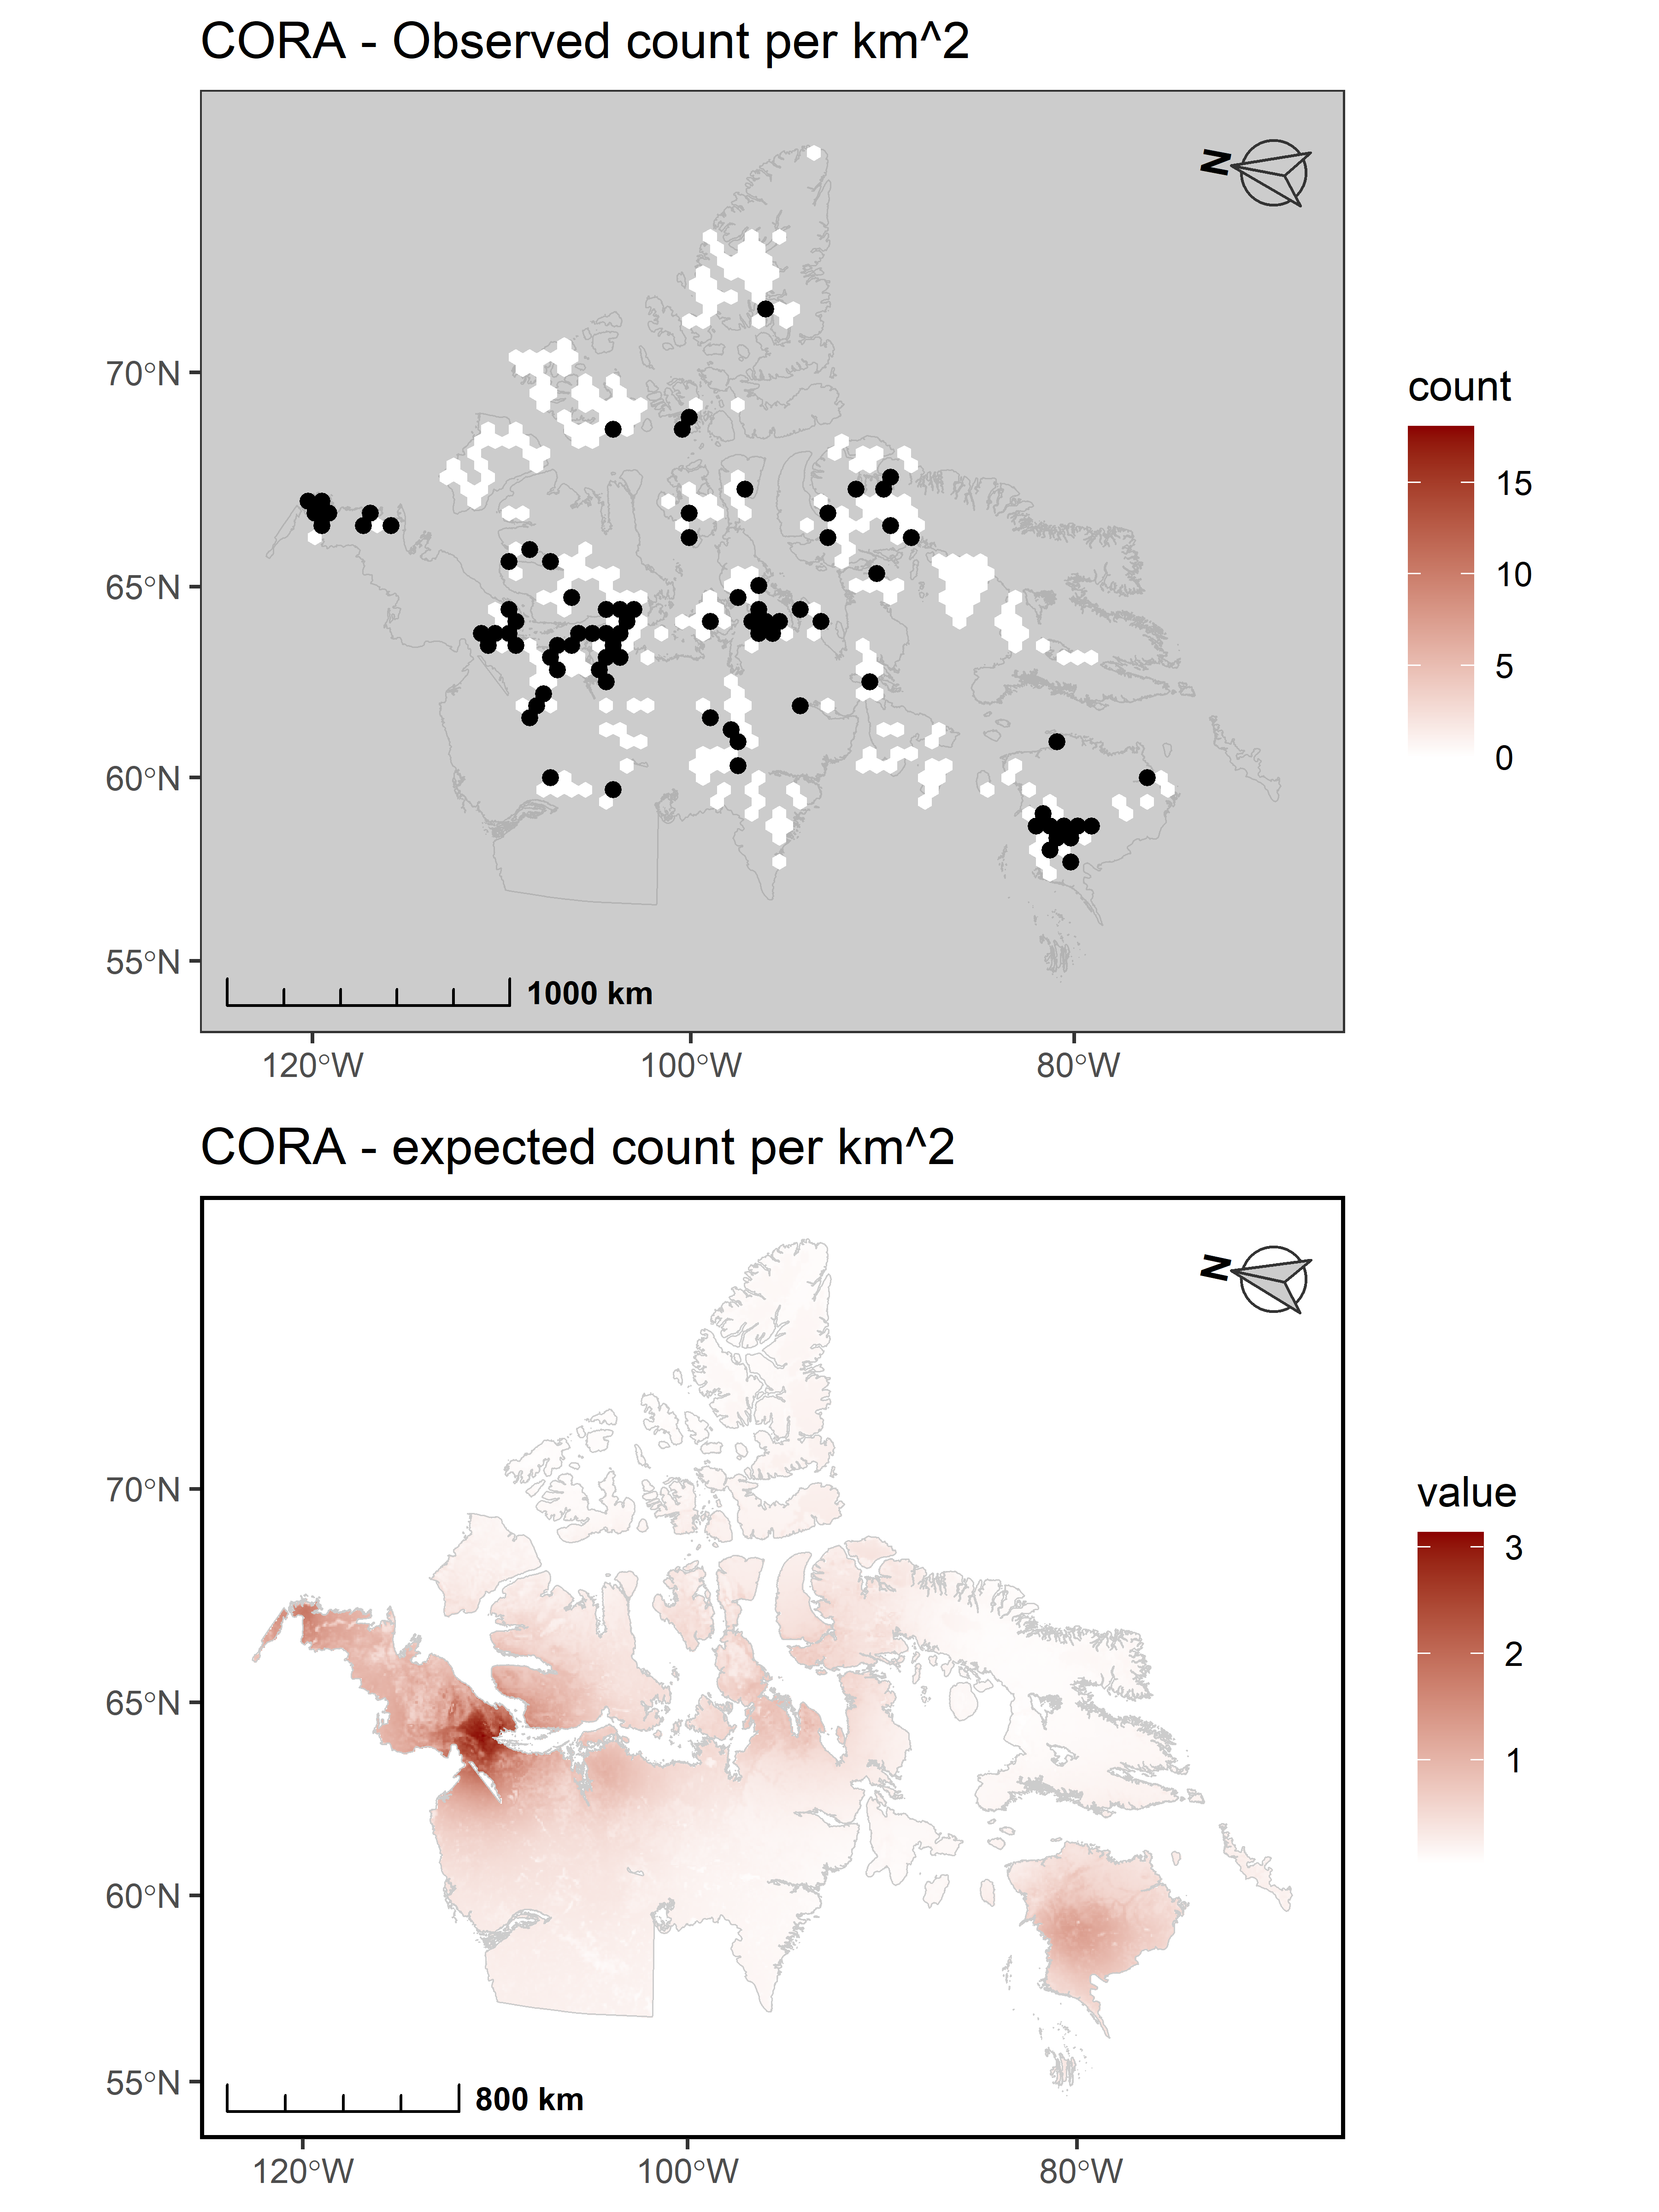 CORA - Observed count per km^2
N
70°N
65°N
60°N
55°N
1000 km
120°W
100°W
80°W
count
15
10
5
0
CORA - expected count per km^2
N
70°N
65°N
60°N
55°N
800 km
120°W
100°W
80°W
value
3
2
1